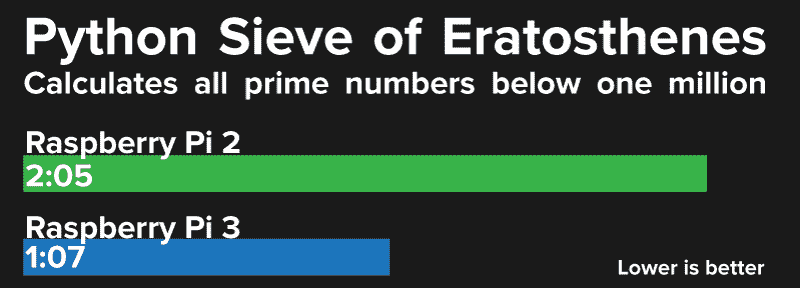 Python Sieve of Eratosthenes
Calculates all prime numbers below one million
Raspberry Pi 2
2:05
Raspberry Pi 3
1:07
Lower is better